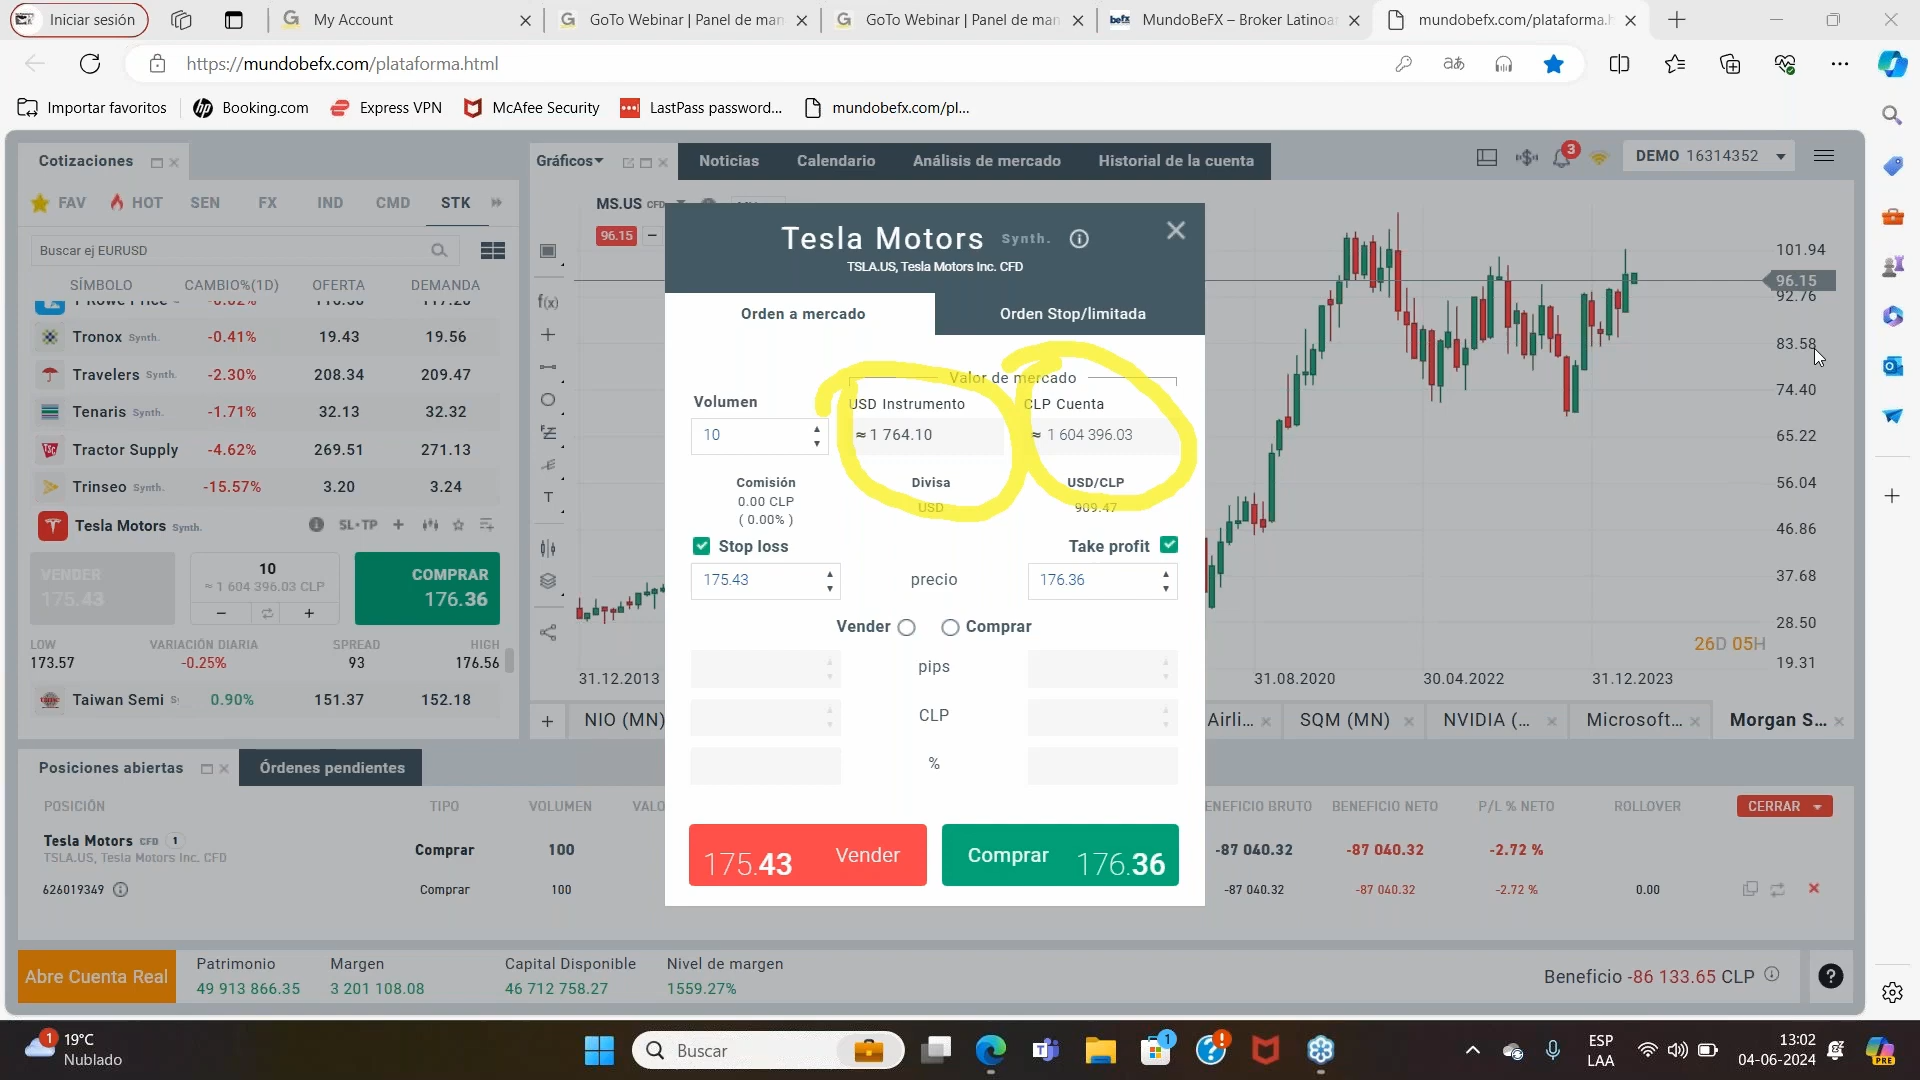 Iniciar sesión
My Account
GoTo Webinar | Panel de man
GoTo Webinar | Panel de man
befx MundoBeFX – Broker Latinoa
mundobefx.com/plataforma.h
https://mundobefx.com/plataforma.html
Importar favoritos
Booking.com
Express VPN
McAfee Security
LastPass password...
mundobefx.com/pl...
Cotizaciones
Gráficos
Noticias
Calendario
Análisis de mercado
Historial de la cuenta
3
DEMO 16314352
FAV HOT SEN FX IND CMD STK
Buscar ej EURUSD
SÍMBOLO CAMBIO%(1D) OFERTA DEMANDA
Tronox Synth. -0.41% 19.43 19.56
Travelers Synth. -2.30% 208.34 209.47
Tenaris Synth. -1.71% 32.13 32.32
Tractor Supply -4.62% 269.51 271.13
Trinseo Synth. -15.57% 3.20 3.24
Tesla Motors Synth. SL•TP
VENDER
175.43
10
≈ 1 604 396.03 CLP
COMPRAR
176.36
LOW VARIACIÓN DIARIA SPREAD HIGH
173.57 -0.25% 93 176.56
Taiwan Semi 0.90% 151.37 152.18
MS.US CFD
96.15
Tesla Motors Synth.
TSLA.US, Tesla Motors Inc. CFD
Orden a mercado
Orden Stop/limitada
Valor de mercado
Volumen
USD Instrumento
CLP Cuenta
10
≈ 1 764.10
≈ 1 604 396.03
Comisión
0.00 CLP
( 0.00% )
Divisa
USD
USD/CLP
909.47
Stop loss
Take profit
175.43
precio
176.36
Vender
Comprar
pips
CLP
%
175.43 Vender
Comprar 176.36
101.94
96.15
92.76
83.58
74.40
65.22
56.04
46.86
37.68
28.50
19.31
26D 05H
31.12.2013
31.08.2020
30.04.2022
31.12.2023
NIO (MN)
Airli...
SQM (MN)
NVIDIA (...
Microsoft...
Morgan S...
Posiciones abiertas
Órdenes pendientes
POSICIÓN TIPO VOLUMEN VALO
ENEFICIO BRUTO BENEFICIO NETO P/L % NETO ROLLOVER CERRAR
Tesla Motors CFD 1
TSLA.US, Tesla Motors Inc. CFD
Comprar 100 -87 040.32 -87 040.32 -2.72 %
626019349 Comprar 100 -87 040.32 -87 040.32 -2.72 % 0.00
Abre Cuenta Real
Patrimonio
49 913 866.35
Margen
3 201 108.08
Capital Disponible
46 712 758.27
Nivel de margen
1559.27%
Beneficio -86 133.65 CLP
1
19°C
Nublado
Buscar
1
ESP
LAA
13:02
04-06-2024
PRE